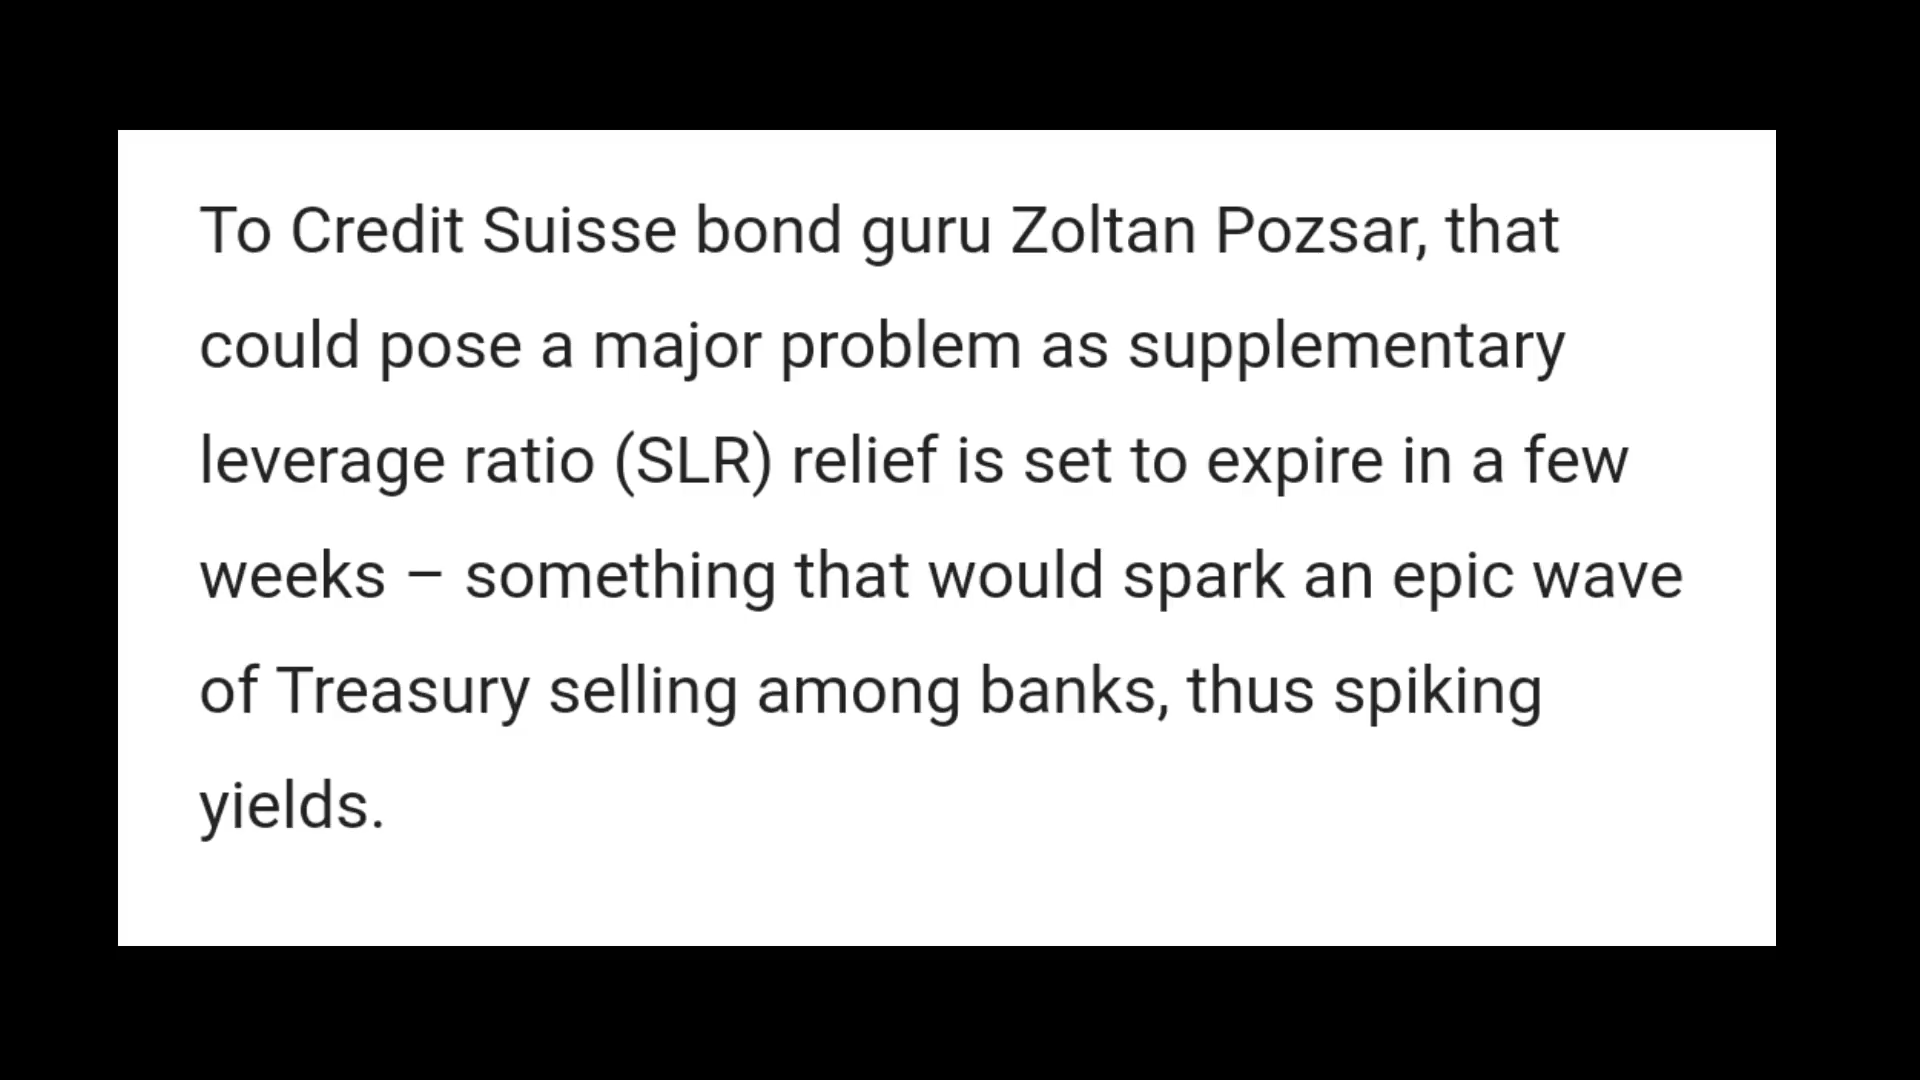 To Credit Suisse bond guru Zoltan Pozsar, that
could pose a major problem as supplementary
leverage ratio (SLR) relief is set to expire in a few
weeks – something that would spark an epic wave
of Treasury selling among banks, thus spiking
yields.